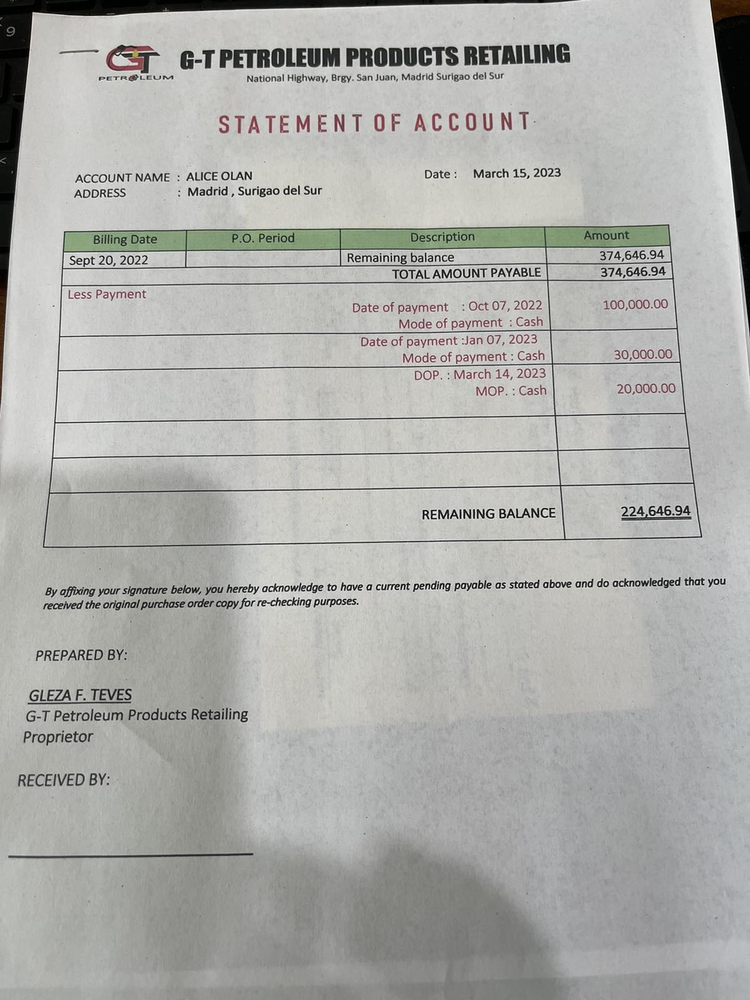 9
GT
PETROLEUM
G-T PETROLEUM PRODUCTS RETAILING
National Highway, Brgy. San Juan, Madrid Surigao del Sur
STATEMENT OF ACCOUNT
ACCOUNT NAME : ALICE OLAN
Date : March 15, 2023
ADDRESS : Madrid , Surigao del Sur
Billing Date P.O. Period Description Amount
Sept 20, 2022 Remaining balance 374,646.94
TOTAL AMOUNT PAYABLE 374,646.94
Less Payment
Date of payment : Oct 07, 2022 100,000.00
Mode of payment : Cash
Date of payment :Jan 07, 2023
Mode of payment : Cash 30,000.00
DOP. : March 14, 2023
MOP. : Cash 20,000.00
REMAINING BALANCE 224,646.94
By affixing your signature below, you hereby acknowledge to have a current pending payable as stated above and do acknowledged that you
received the original purchase order copy for re-checking purposes.
PREPARED BY:
GLEZA F. TEVES
G-T Petroleum Products Retailing
Proprietor
RECEIVED BY: